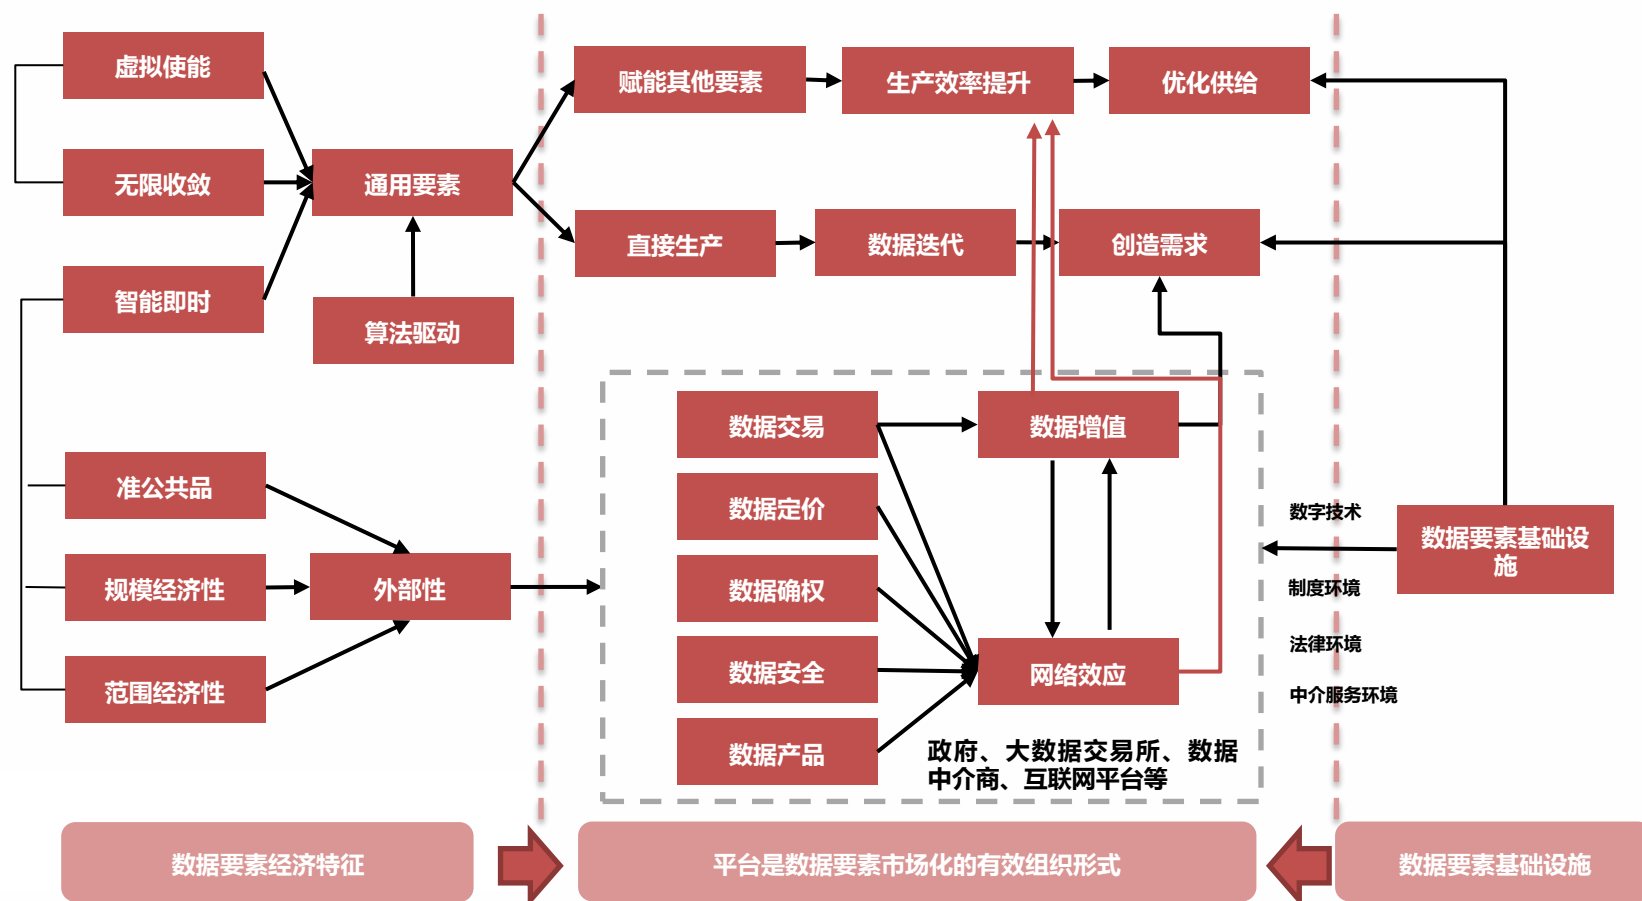 虚拟使能
无限收敛
智能即时
通用要素
算法驱动
准公共品
规模经济性
范围经济性
外部性
赋能其他要素
生产效率提升
优化供给
直接生产
数据迭代
创造需求
数据交易
数据定价
数据确权
数据安全
数据产品
数据增值
网络效应
政府、大数据交易所、数据
中介商、互联网平台等
数字技术
制度环境
法律环境
中介服务环境
数据要素基础设
施
数据要素经济特征
平台是数据要素市场化的有效组织形式
数据要素基础设施